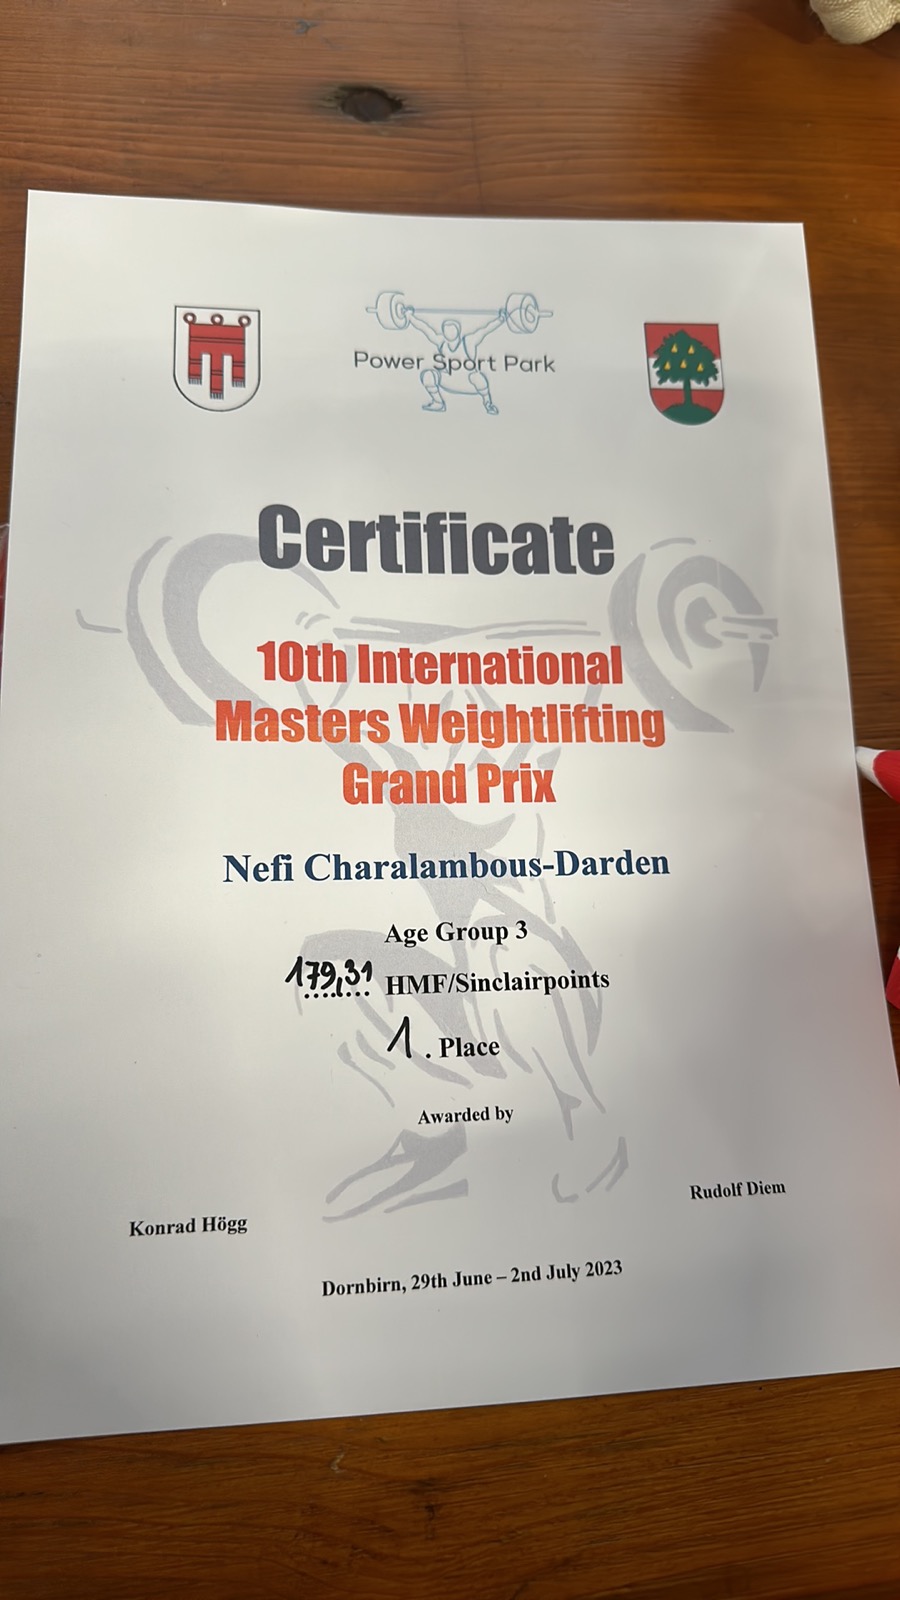 Power Sport Park
Certificate
10th International
Masters Weightlifting
Grand Prix
Nefi Charalambous-Darden
Age Group 3
179,31 HMF/Sinclairpoints
1. Place
Awarded by
Rudolf Diem
Konrad Högg
Dornbirn, 29th June – 2nd July 2023